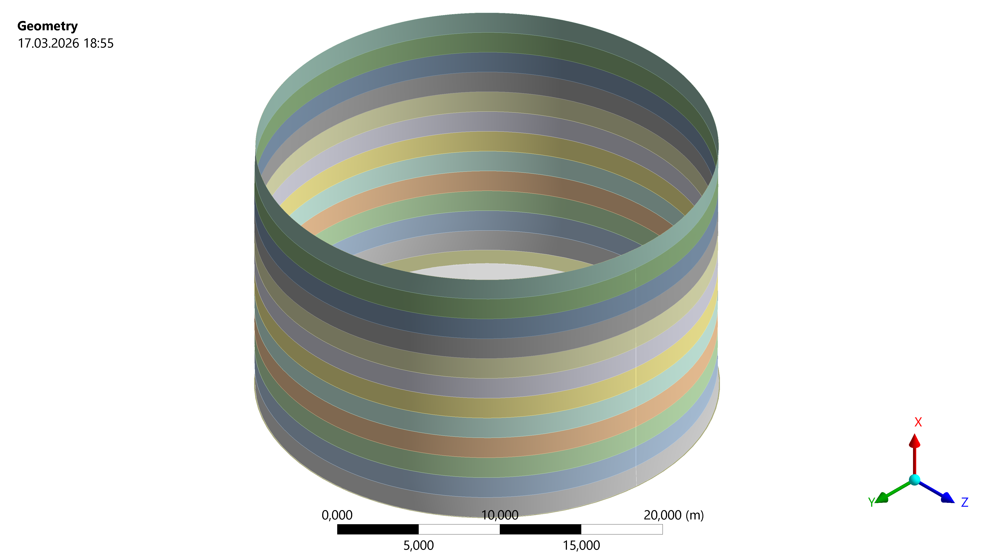 Geometry
17.03.2026 18:55
X
Y
Z
0,000
10,000
20,000 (m)
5,000
15,000